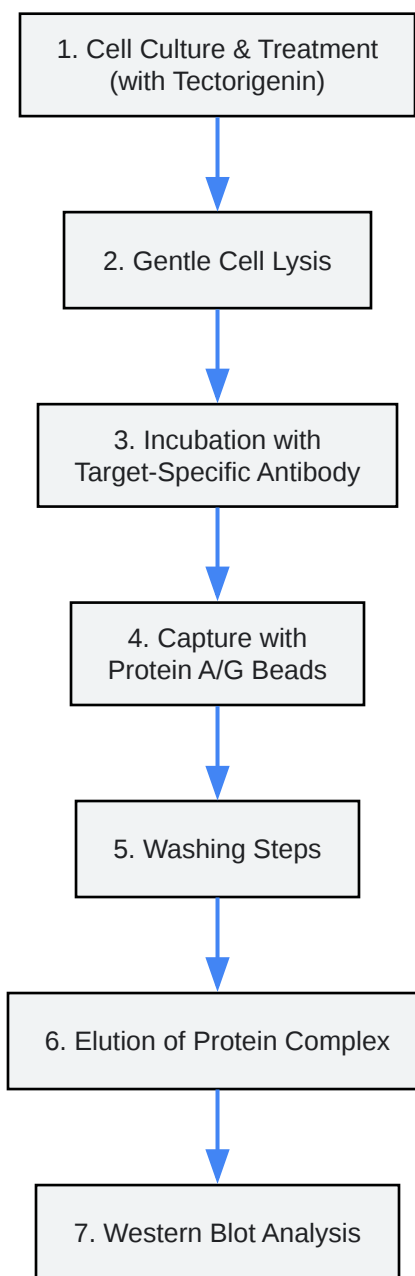 1. Cell Culture & Treatment
(with Tectorigenin)
2. Gentle Cell Lysis
3. Incubation with
Target-Specific Antibody
4. Capture with
Protein A/G Beads
5. Washing Steps
6. Elution of Protein Complex
7. Western Blot Analysis